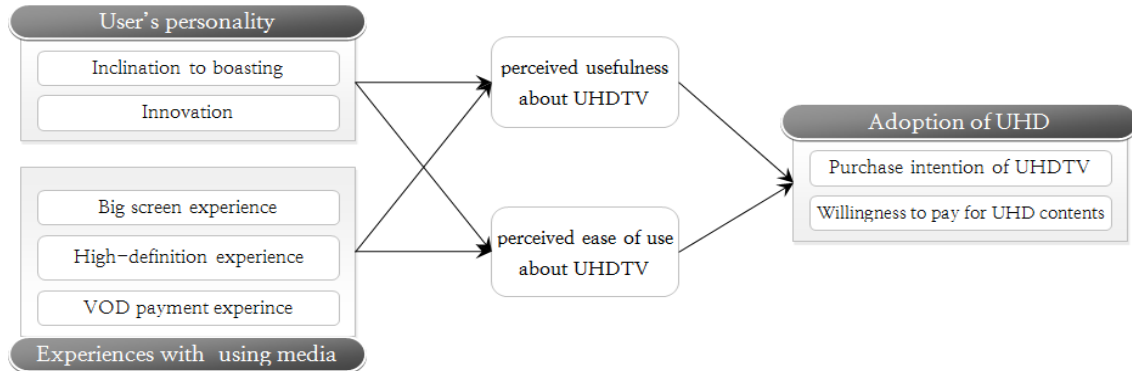 User's personality
Inclination to boasting
Innovation
Big screen experience
High-definition experience
VOD payment experince
Experiences with using media
perceived usefulness
about UHDTV
perceived ease of use
about UHDTV
Adoption of UHD
Purchase intention of UHDTV
Willingness to pay for UHD contents